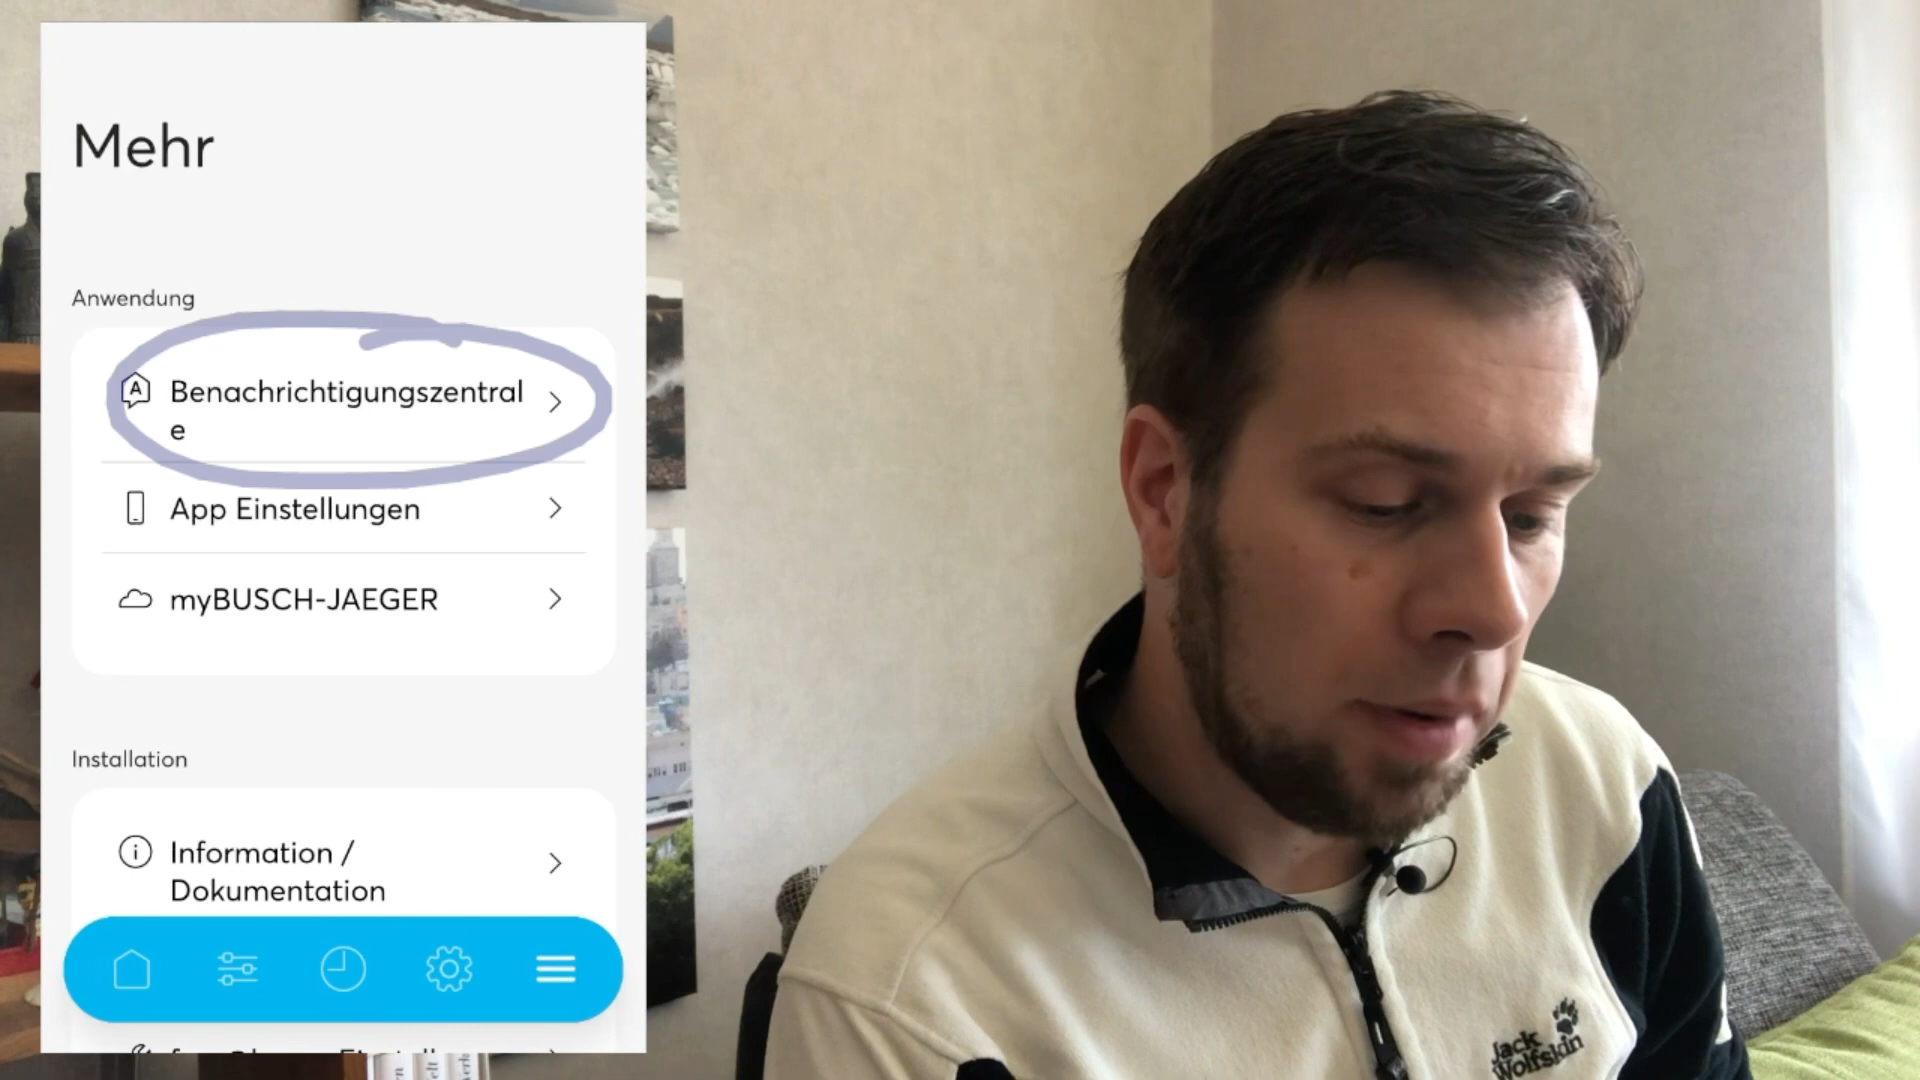 Mehr
Anwendung
A
Benachrichtigungszentral
e
App Einstellungen
myBUSCH-JAEGER
Installation
Information /
Dokumentation
Jack
Wolfskin